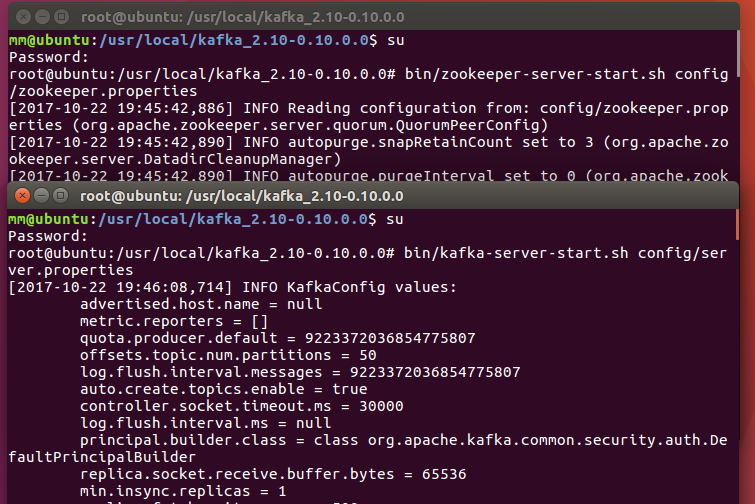 root@ubuntu: /usr/local/kafka_2.10-0.10.0.0
mm@ubuntu:/usr/local/kafka_2.10-0.10.0.0$ su
Password:
root@ubuntu:/usr/local/kafka_2.10-0.10.0.0# bin/zookeeper-server-start.sh config
/zookeeper.properties
[2017-10-22 19:45:42,886] INFO Reading configuration from: config/zookeeper.prop
erties (org.apache.zookeeper.server.quorum.QuorumPeerConfig)
[2017-10-22 19:45:42,890] INFO autopurge.snapRetainCount set to 3 (org.apache.zo
okeeper.server.DatadirCleanupManager)
[2017-10-22 19:45:42,890] INFO autopurge.purgeInterval set to 0 (org.apache.zook
root@ubuntu: /usr/local/kafka_2.10-0.10.0.0
mm@ubuntu:/usr/local/kafka_2.10-0.10.0.0$ su
Password:
root@ubuntu:/usr/local/kafka_2.10-0.10.0.0# bin/kafka-server-start.sh config/ser
ver.properties
[2017-10-22 19:46:08,714] INFO KafkaConfig values:
advertised.host.name = null
metric.reporters = []
quota.producer.default = 9223372036854775807
offsets.topic.num.partitions = 50
log.flush.interval.messages = 9223372036854775807
auto.create.topics.enable = true
controller.socket.timeout.ms = 30000
log.flush.interval.ms = null
principal.builder.class = class org.apache.kafka.common.security.auth.De
faultPrincipalBuilder
replica.socket.receive.buffer.bytes = 65536
min.insync.replicas = 1